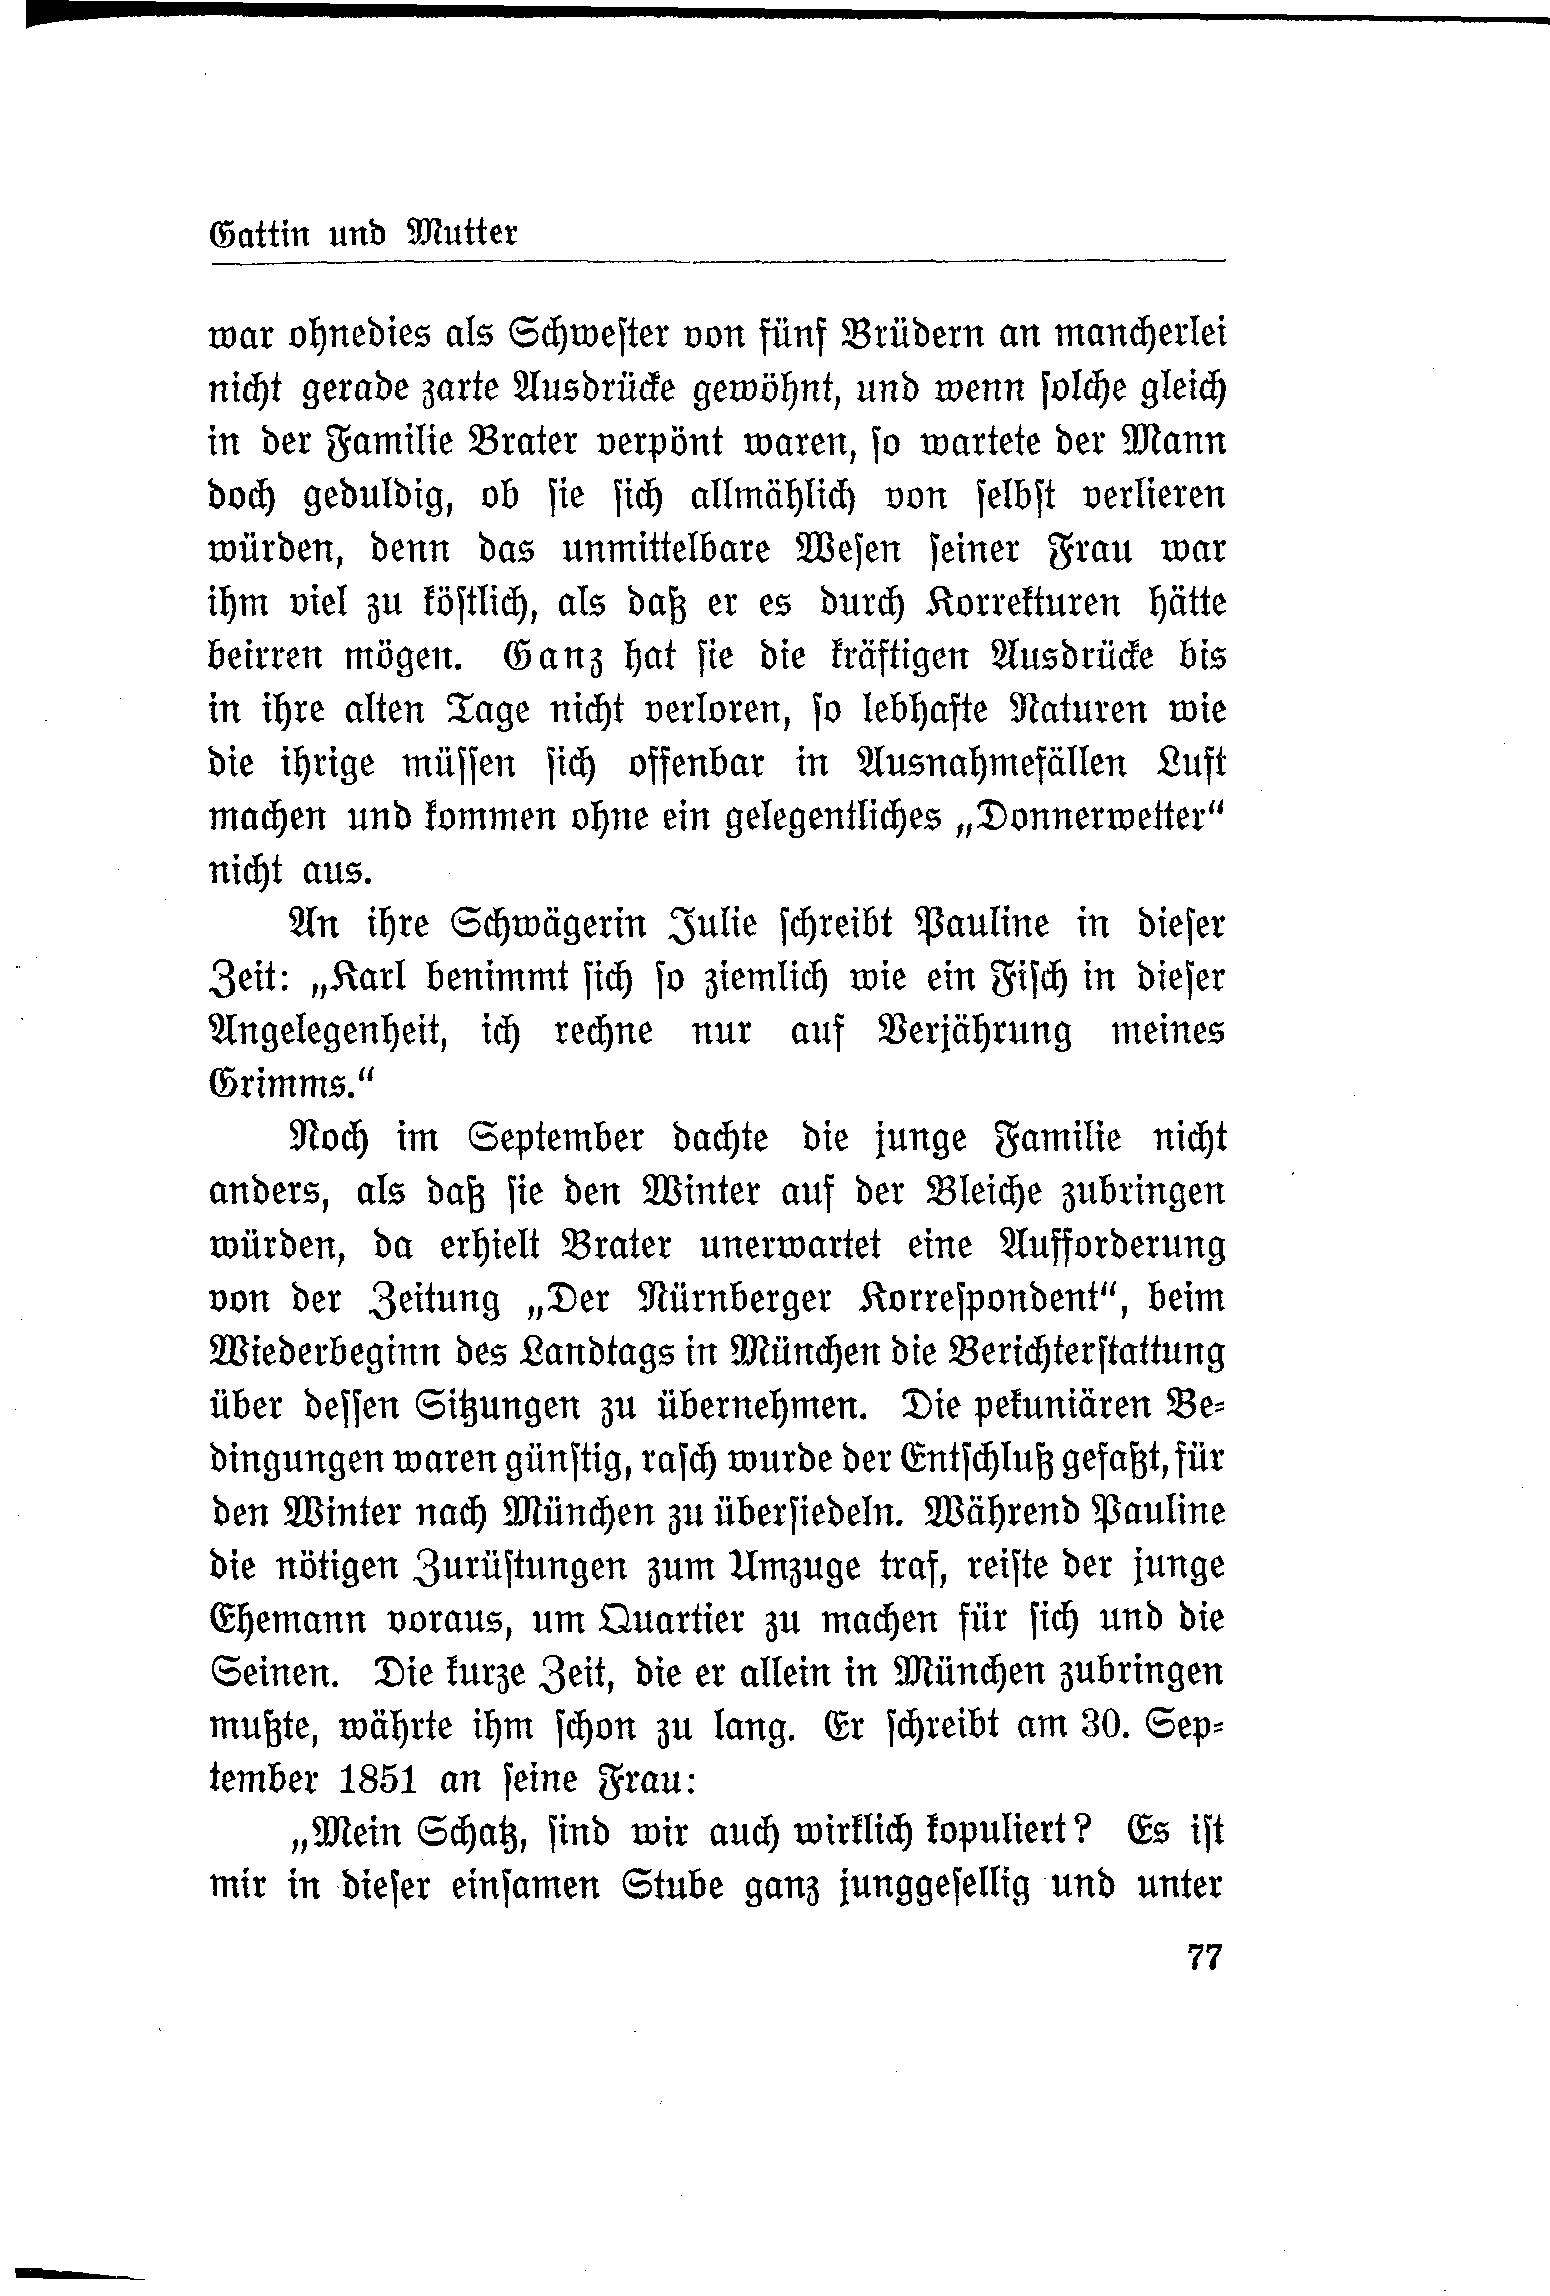 Gattin und Mutter
war ohnedies als Schwester von fünf Brüdern an mancherlei
nicht gerade zarte Ausdrücke gewöhnt, und wenn solche gleich
in der Familie Brater verpönt waren, so wartete der Mann
doch geduldig, ob sie sich allmählich von selbst verlieren
würden, denn das unmittelbare Wesen seiner Frau war
ihm viel zu köstlich, als daß er es durch Korrekturen hätte
beirren mögen. Ganz hat sie die kräftigen Ausdrücke bis
in ihre alten Tage nicht verloren, so lebhafte Naturen wie
die ihrige müssen sich offenbar in Ausnahmefällen Luft
machen und kommen ohne ein gelegentliches „Donnerwetter“
nicht aus.
An ihre Schwägerin Julie schreibt Pauline in dieser
Zeit: „Karl benimmt sich so ziemlich wie ein Fisch in dieser
Angelegenheit, ich rechne nur auf Verjährung meines
Grimms.“
Noch im September dachte die junge Familie nicht
anders, als daß sie den Winter auf der Bleiche zubringen
würden, da erhielt Brater unerwartet eine Aufforderung
von der Zeitung „Der Nürnberger Korrespondent“, beim
Wiederbeginn des Landtags in München die Berichterstattung
über dessen Sitzungen zu übernehmen. Die pekuniären Be-
dingungen waren günstig, rasch wurde der Entschluß gefaßt, für
den Winter nach München zu übersiedeln. Während Pauline
die nötigen Zurüstungen zum Umzuge traf, reiste der junge
Ehemann voraus, um Quartier zu machen für sich und die
Seinen. Die kurze Zeit, die er allein in München zubringen
mußte, währte ihm schon zu lang. Er schreibt am 30. Sep-
tember 1851 an seine Frau:
„Mein Schatz, sind wir auch wirklich kopuliert? Es ist
mir in dieser einsamen Stube ganz junggesellig und unter
77